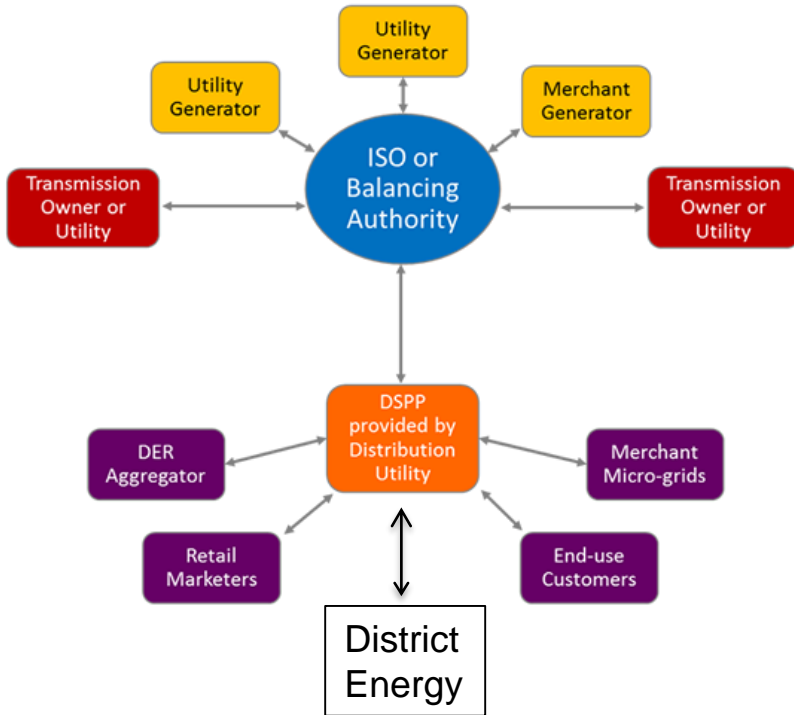 Utility
Generator
Utility
Generator
Merchant
Generator
ISO or
Balancing
Authority
Transmission
Owner or
Utility
Transmission
Owner or
Utility
DSPP
provided by
Distribution
Utility
DER
Aggregator
Merchant
Micro-grids
Retail
Marketers
End-use
Customers
District
Energy